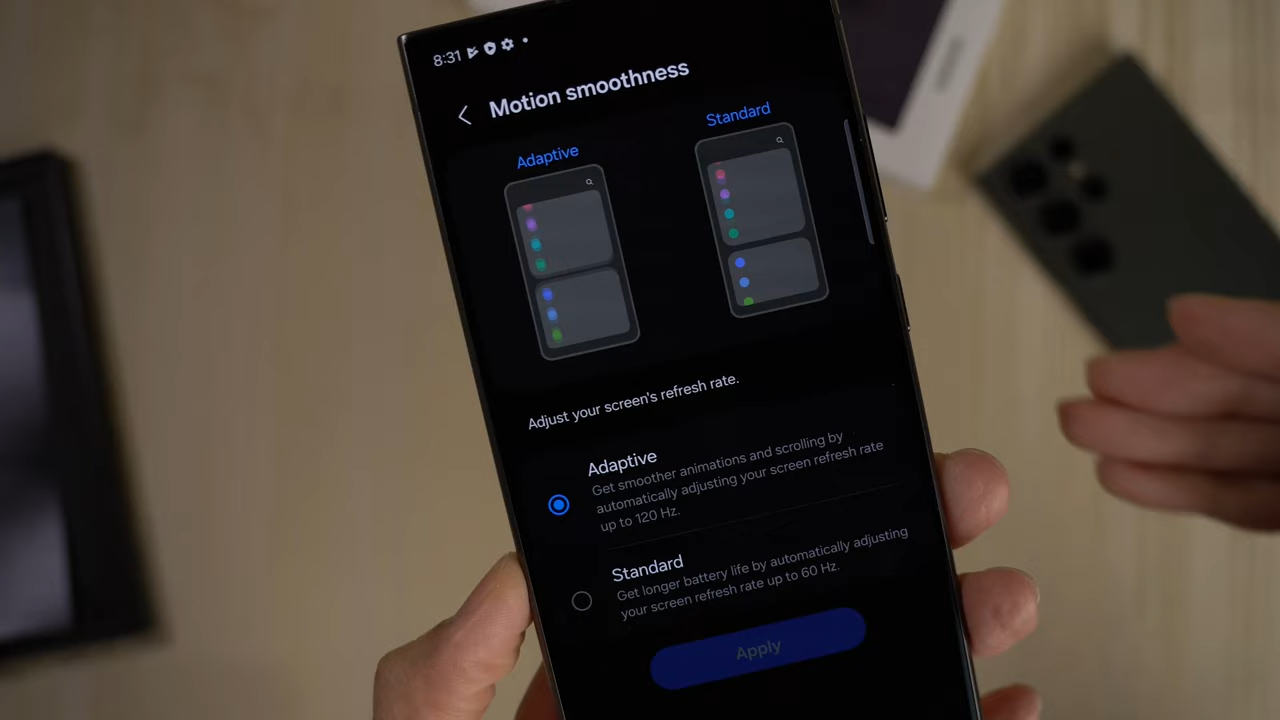 8:31
Motion smoothness
Adaptive
Standard
Adjust your screen's refresh rate.
Adaptive
Get smoother animations and scrolling by
automatically adjusting your screen refresh rate
up to 120 Hz.
Standard
Get longer battery life by automatically adjusting
your screen refresh rate up to 60 Hz.
Apply